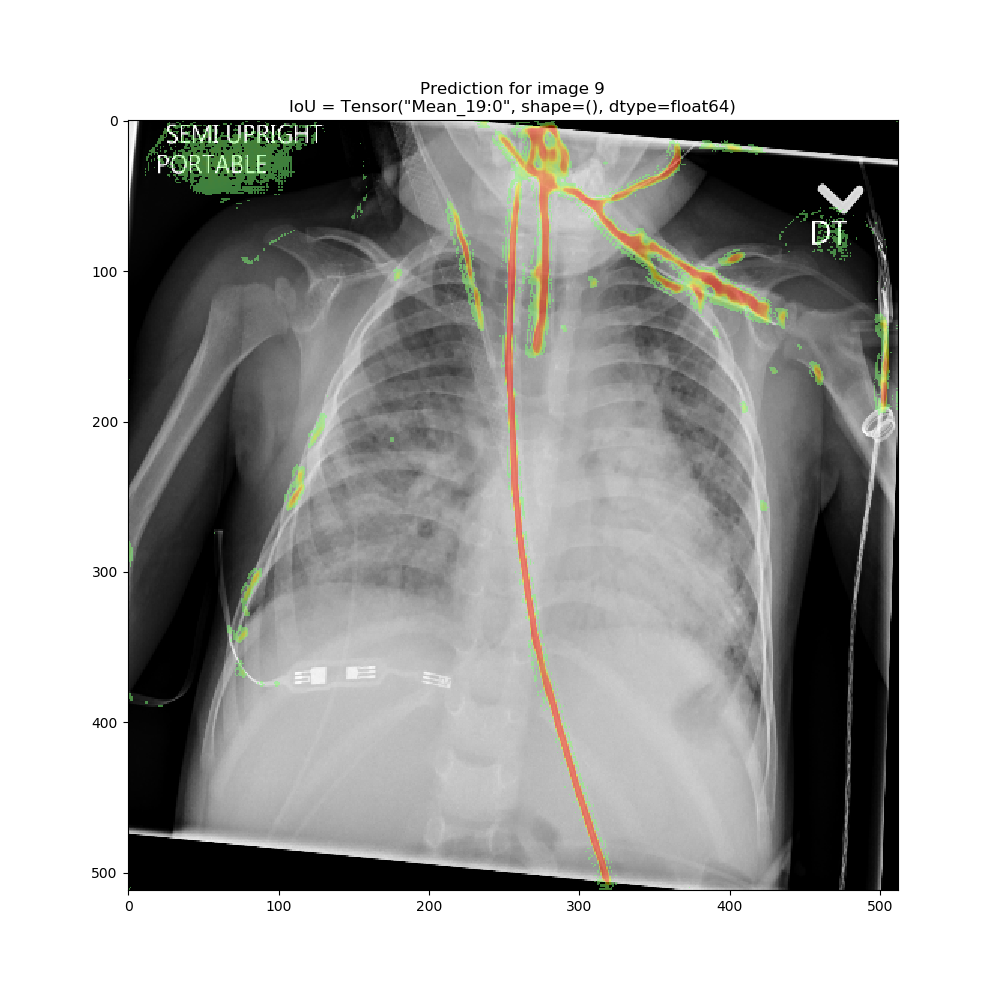 Prediction for image 9
IoU = Tensor("Mean_19:0", shape=(), dtype=float64)
SEMI UPRIGHT
PORTABLE
DT
0
100
200
300
400
500
0
100
200
300
400
500